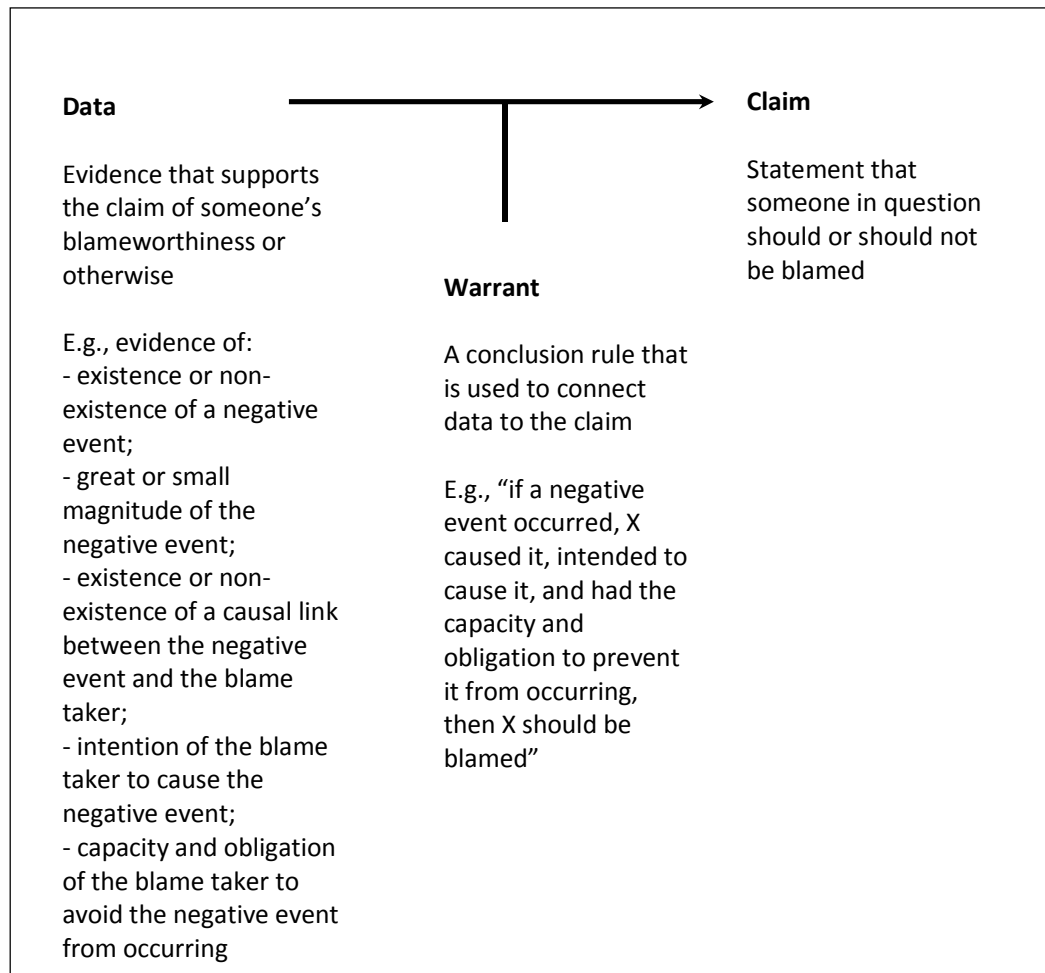 Data
Evidence that supports
the claim of someone’s
blameworthiness or
otherwise
E.g., evidence of:
- existence or non-
existence of a negative
event;
- great or small
magnitude of the
negative event;
- existence or non-
existence of a causal link
between the negative
event and the blame
taker;
- intention of the blame
taker to cause the
negative event;
- capacity and obligation
of the blame taker to
avoid the negative event
from occurring
Warrant
A conclusion rule that
is used to connect
data to the claim
E.g., “if a negative
event occurred, X
caused it, intended to
cause it, and had the
capacity and
obligation to prevent
it from occurring,
then X should be
blamed”
Claim
Statement that
someone in question
should or should not
be blamed